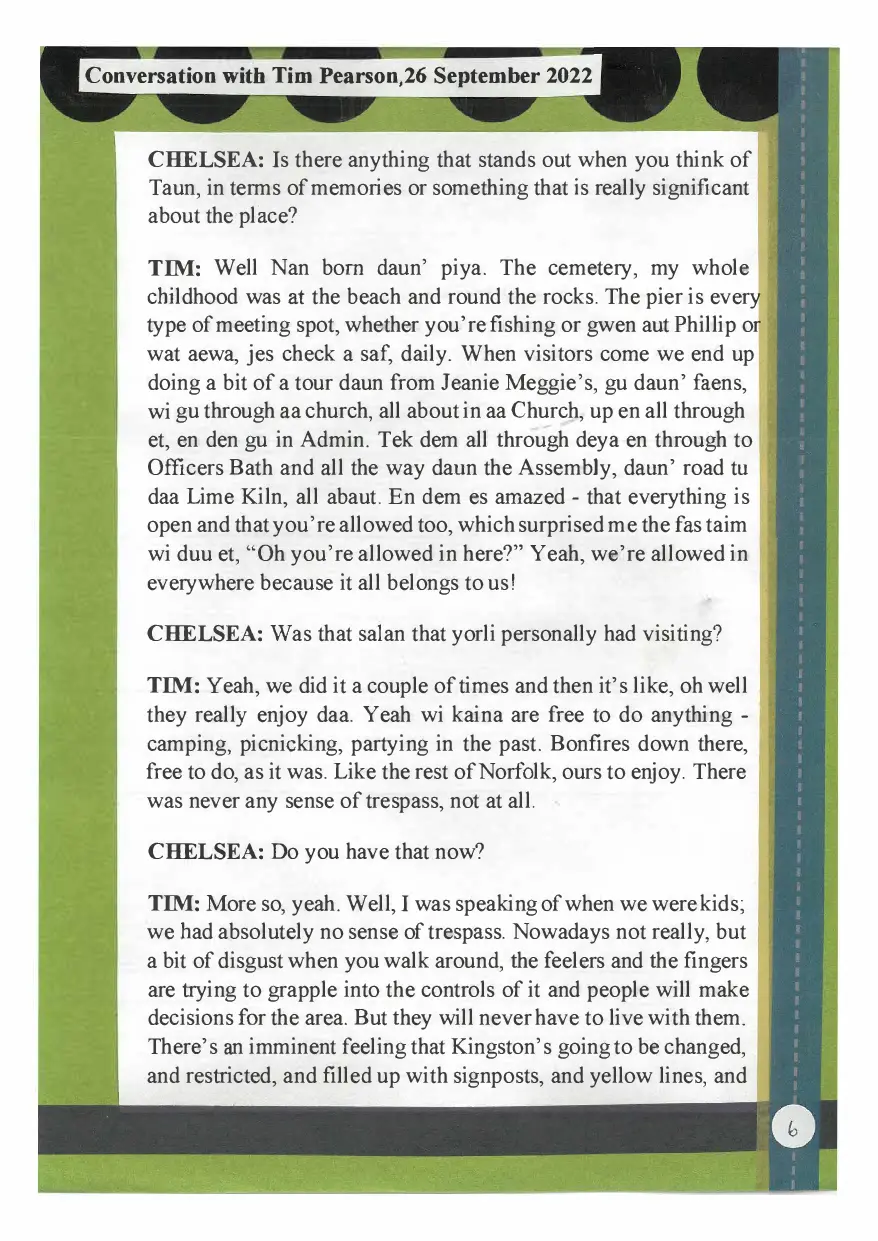 Conversation with Tim Pearson,26 September 2022
CHELSEA: Is there anything that stands out when you think of
Taun, in terms of memories or something that is really significant
about the place?
TIM: Well Nan born daun’ piya. The cemetery, my whole
childhood was at the beach and round the rocks. The pier is every
type of meeting spot, whether you’re fishing or gwen aut Phillip or
wat aewa, jes check a saf, daily. When visitors come we end up
doing a bit of a tour daun from Jeanie Meggie’s, gu daun’ faens,
wi gu through aa church, all about in aa Church, up en all through
et, en den gu in Admin. Tek dem all through deya en through to
Officers Bath and all the way daun the Assembly, daun’ road tu
daa Lime Kiln, all abaut. En dem es amazed - that everything is
open and that you’re allowed too, which surprised me the fas taim
wi duu et, “Oh you’re allowed in here?” Yeah, we’re allowed in
everywhere because it all belongs to us!
CHELSEA: Was that salan that yorli personally had visiting?
TIM: Yeah, we did it a couple of times and then it’s like, oh well
they really enjoy daa. Yeah wi kaina are free to do anything -
camping, picnicking, partying in the past. Bonfires down there,
free to do, as it was. Like the rest of Norfolk, ours to enjoy. There
was never any sense of trespass, not at all.
CHELSEA: Do you have that now?
TIM: More so, yeah. Well, I was speaking of when we were kids;
we had absolutely no sense of trespass. Nowadays not really, but
a bit of disgust when you walk around, the feelers and the fingers
are trying to grapple into the controls of it and people will make
decisions for the area. But they will never have to live with them.
There’s an imminent feeling that Kingston’s going to be changed,
and restricted, and filled up with signposts, and yellow lines, and
6